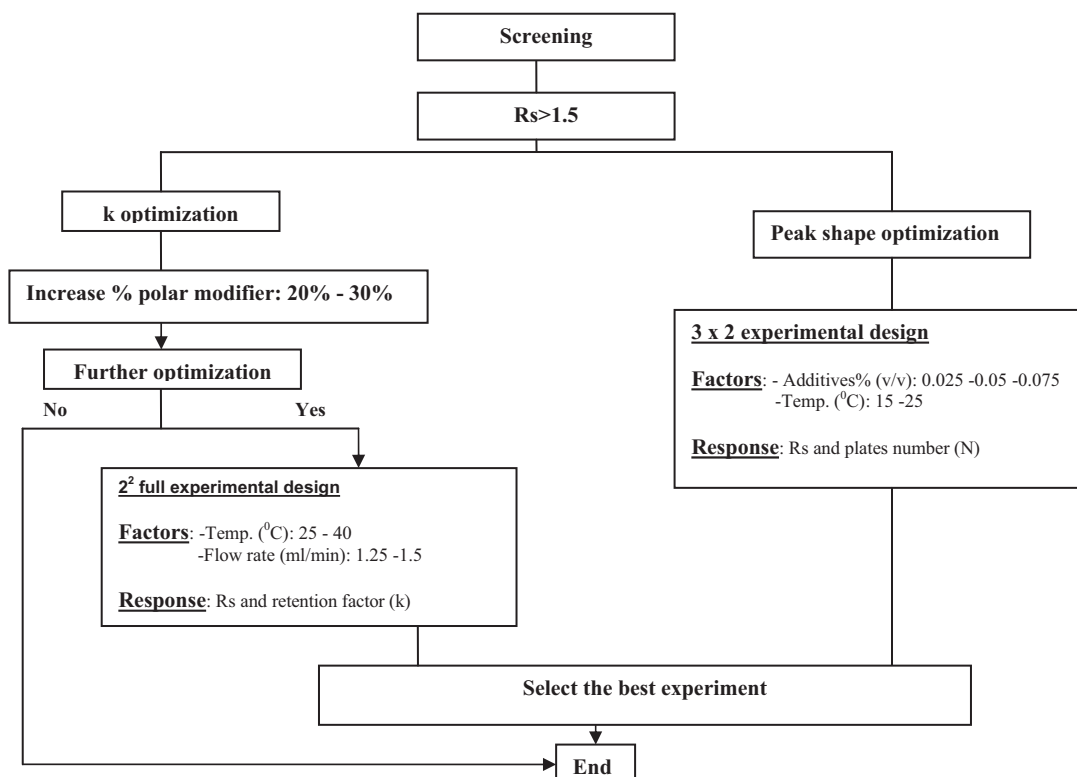 Screening
Rs>1.5
k optimization
Peak shape optimization
Increase % polar modifier: 20% - 30%
3 x 2 experimental design
Factors: - Additives% (v/v): 0.025 -0.05 -0.075
-Temp. (⁰C): 15 -25
Response: Rs and plates number (N)
Further optimization
No
Yes
2² full experimental design
Factors: -Temp. (⁰C): 25 - 40
-Flow rate (ml/min): 1.25 -1.5
Response: Rs and retention factor (k)
Select the best experiment
End